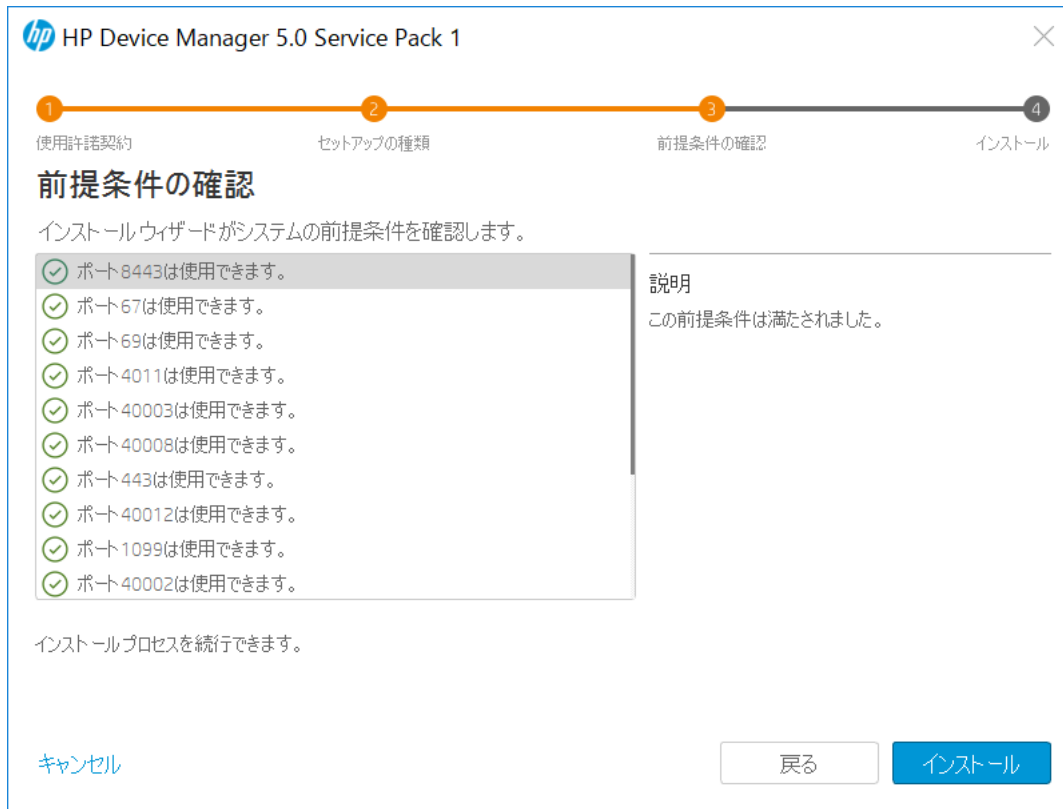 hp HP Device Manager 5.0 Service Pack 1
1 2 3 4
使用許諾契約 セットアップの種類 前提条件の確認 インストール
前提条件の確認
インストールウィザードがシステムの前提条件を確認します。
ポート8443は使用できます。
ポート67は使用できます。
ポート69は使用できます。
ポート4011は使用できます。
ポート40003は使用できます。
ポート40008は使用できます。
ポート443は使用できます。
ポート40012は使用できます。
ポート1099は使用できます。
ポート40002は使用できます。
説明
この前提条件は満たされました。
インストールプロセスを続行できます。
キャンセル 戻る インストール